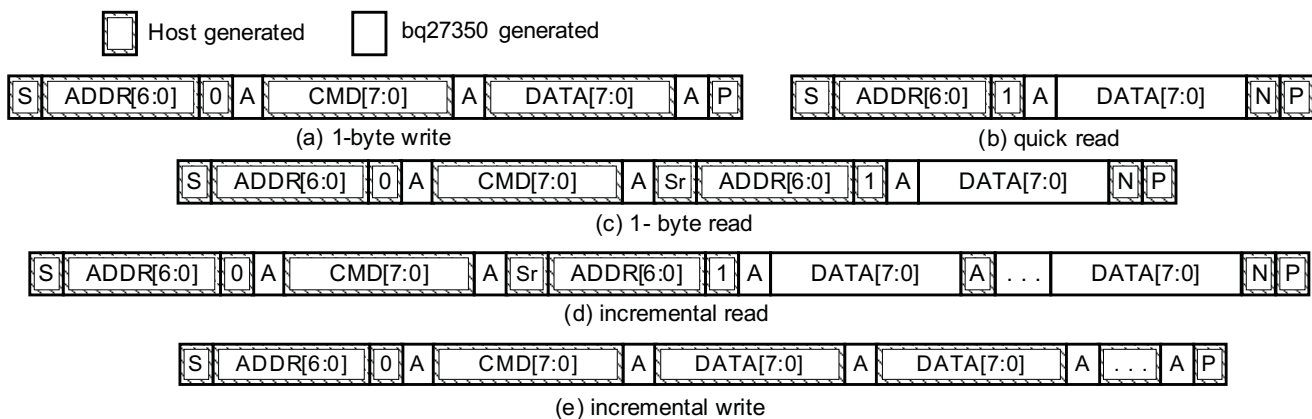 Host generated bq27350 generated
S ADDR[6:0] 0 A CMD[7:0] A DATA[7:0] A P S ADDR[6:0] 1 A DATA[7:0] N P
(a) 1-byte write (b) quick read
S ADDR[6:0] 0 A CMD[7:0] A Sr ADDR[6:0] 1 A DATA[7:0] N P
(c) 1- byte read
S ADDR[6:0] 0 A CMD[7:0] A Sr ADDR[6:0] 1 A DATA[7:0] A . . . DATA[7:0] N P
(d) incremental read
S ADDR[6:0] 0 A CMD[7:0] A DATA[7:0] A DATA[7:0] A . . . A P
(e) incremental write